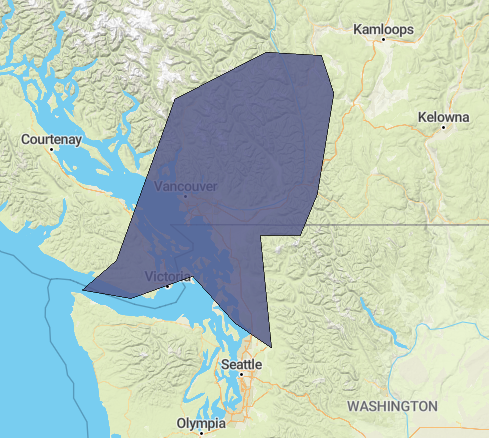 Kamloops
Kelowna
Courtenay
Vancouver
Victoria
Seattle
WASHINGTON
Olympia